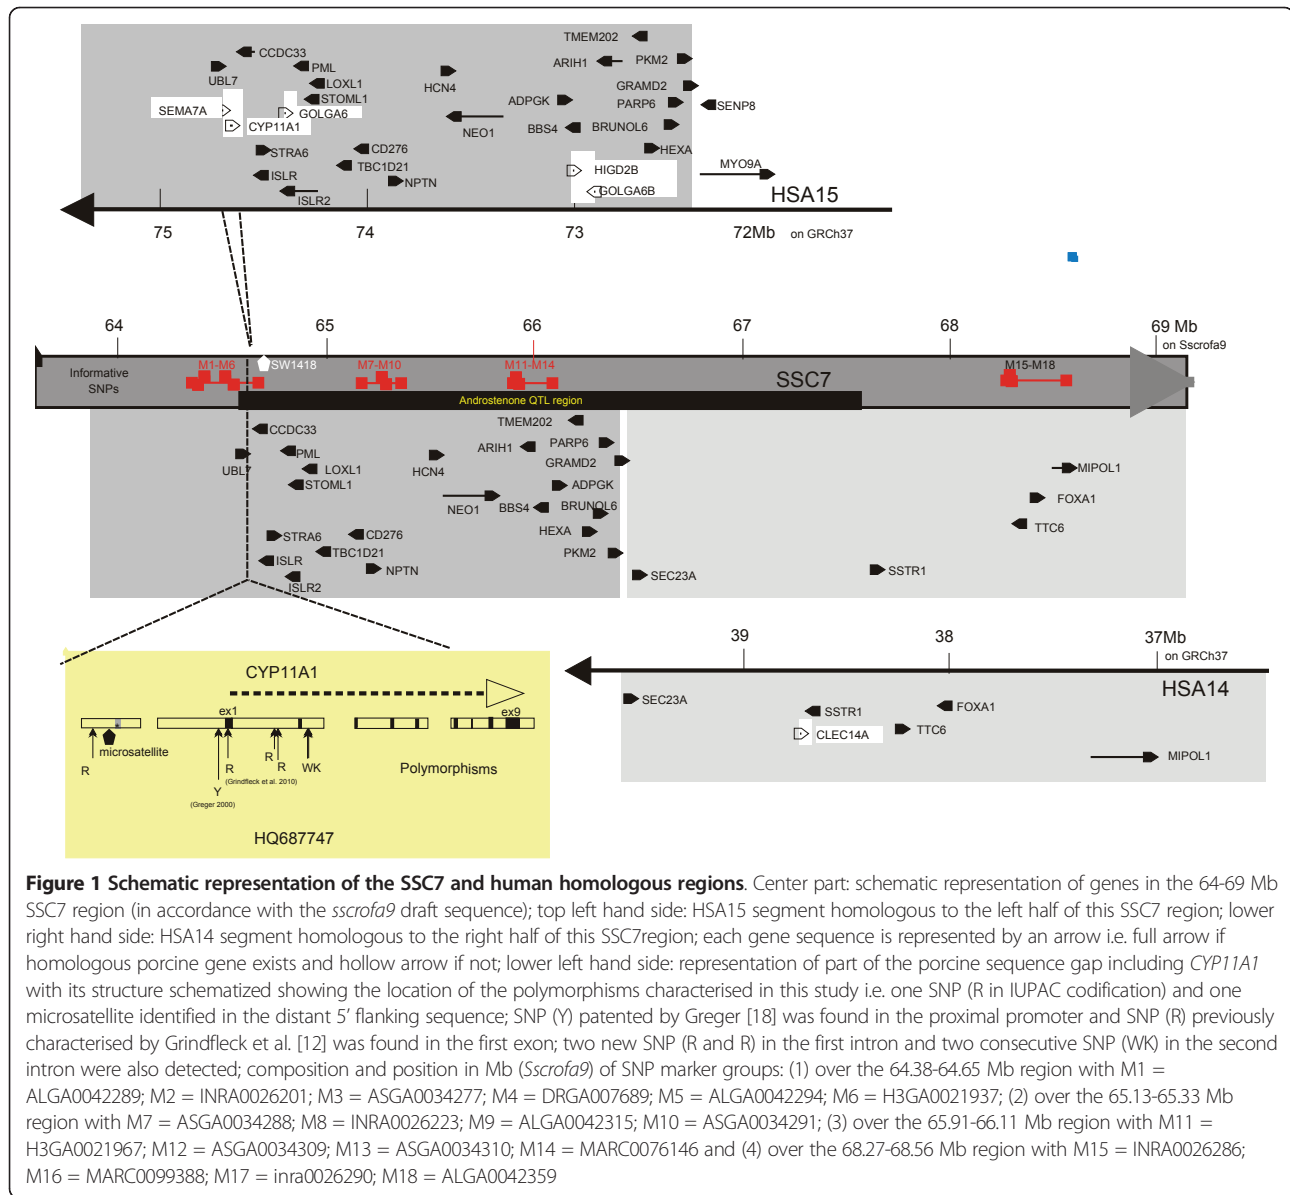 TMEM202
CCDC33
PML
ARIH1
PKM2
UBL7
LOXL1
HCN4
GRAMD2
STOML1
ADPGK
PARP6
SENP8
SEMA7A
GOLGA6
CYP11A1
NEO1
BBS4
BRUNOL6
STRA6
CD276
HEXA
TBC1D21
HIGD2B
MYO9A
ISLR
NPTN
GOLGA6B
ISLR2
HSA15
75
74
73
72Mb on GRCh37
64
65
66
67
68
69 Mb
on Sscrofa9
Informative
SNPs
M1-M6
SW1418
M7-M10
M11-M14
SSC7
M15-M18
Androstenone QTL region
TMEM202
CCDC33
PML
ARIH1
PARP6
UBL7
LOXL1
HCN4
GRAMD2
MIPOL1
STOML1
ADPGK
FOXA1
NEO1
BBS4
BRUNOL6
TTC6
STRA6
CD276
HEXA
TBC1D21
PKM2
ISLR
NPTN
SEC23A
SSTR1
ISLR2
39
38
37Mb
on GRCh37
HSA14
SEC23A
SSTR1
FOXA1
CLEC14A
TTC6
MIPOL1
CYP11A1
ex1
ex9
microsatellite
R
R
R
R
WK
Polymorphisms
(Grindfleck et al. 2010)
Y
(Greger 2000)
HQ687747
Figure 1 Schematic representation of the SSC7 and human homologous regions. Center part: schematic representation of genes in the 64-69 Mb
SSC7 region (in accordance with the sscrofa9 draft sequence); top left hand side: HSA15 segment homologous to the left half of this SSC7 region; lower
right hand side: HSA14 segment homologous to the right half of this SSC7region; each gene sequence is represented by an arrow i.e. full arrow if
homologous porcine gene exists and hollow arrow if not; lower left hand side: representation of part of the porcine sequence gap including CYP11A1
with its structure schematized showing the location of the polymorphisms characterised in this study i.e. one SNP (R in IUPAC codification) and one
microsatellite identified in the distant 5’ flanking sequence; SNP (Y) patented by Greger [18] was found in the proximal promoter and SNP (R) previously
characterised by Grindfleck et al. [12] was found in the first exon; two new SNP (R and R) in the first intron and two consecutive SNP (WK) in the second
intron were also detected; composition and position in Mb (Sscrofa9) of SNP marker groups: (1) over the 64.38-64.65 Mb region with M1 =
ALGA0042289; M2 = INRA0026201; M3 = ASGA0034277; M4 = DRGA007689; M5 = ALGA0042294; M6 = H3GA0021937; (2) over the 65.13-65.33 Mb
region with M7 = ASGA0034288; M8 = INRA0026223; M9 = ALGA0042315; M10 = ASGA0034291; (3) over the 65.91-66.11 Mb region with M11 =
H3GA0021967; M12 = ASGA0034309; M13 = ASGA0034310; M14 = MARC0076146 and (4) over the 68.27-68.56 Mb region with M15 = INRA0026286;
M16 = MARC0099388; M17 = inra0026290; M18 = ALGA0042359